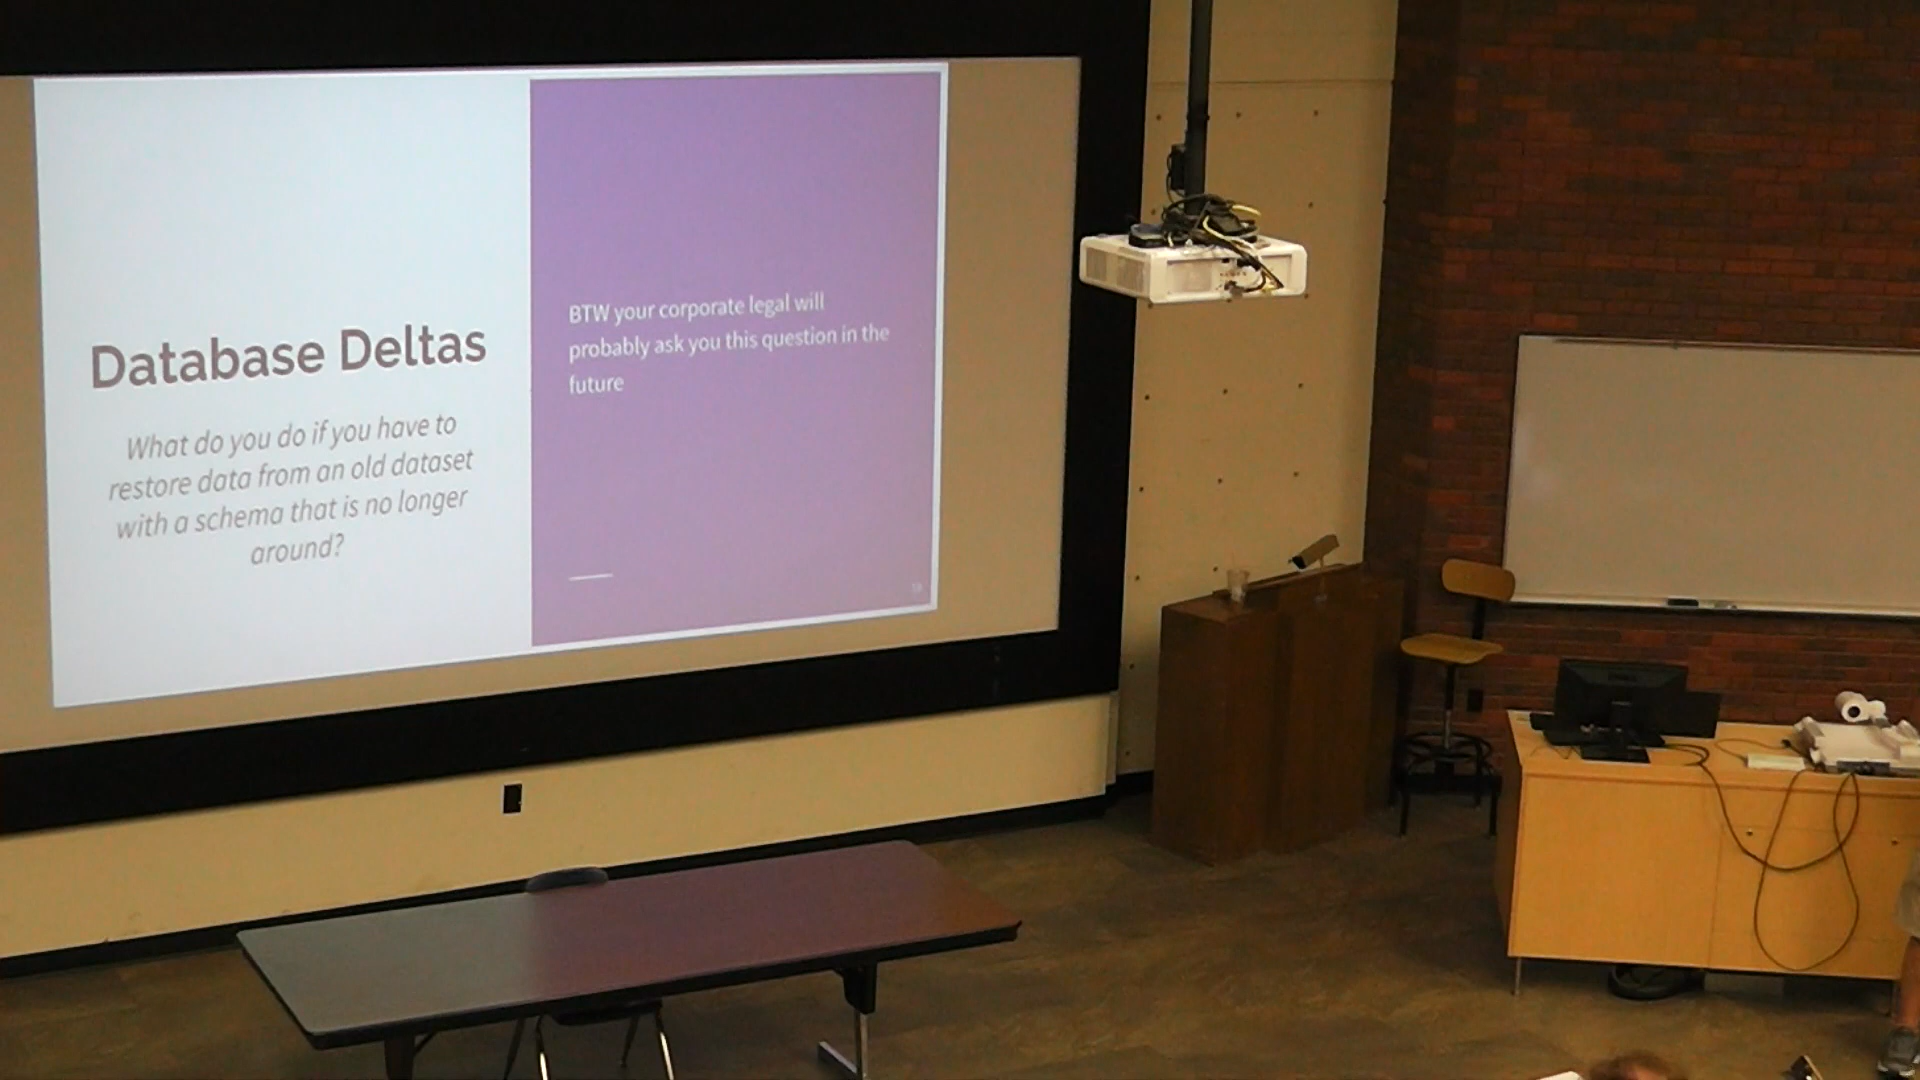 Database Deltas
What do you do if you have to
restore data from an old dataset
with a schema that is no longer
around?
BTW your corporate legal will
probably ask you this question in the
future